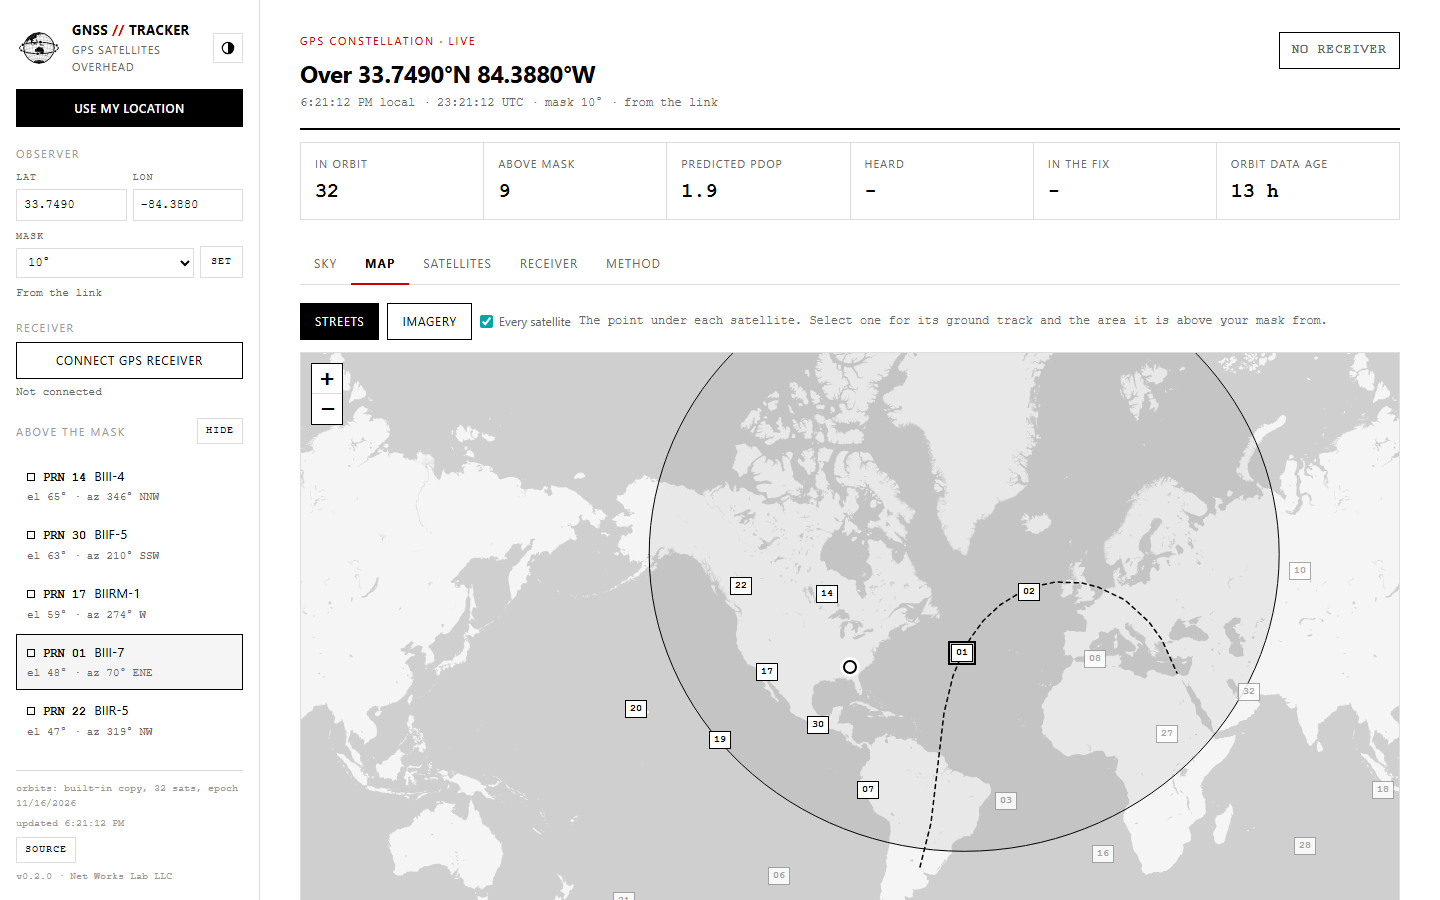 GNSS // TRACKER
GPS SATELLITES
OVERHEAD
USE MY LOCATION
OBSERVER
LAT LON
33.7490 -84.3880
MASK
10° SET
From the link
RECEIVER
CONNECT GPS RECEIVER
Not connected
ABOVE THE MASK HIDE
PRN 14 BIII-4
el 65° · az 346° NNW
PRN 30 BIIF-5
el 63° · az 210° SSW
PRN 17 BIIRM-1
el 59° · az 274° W
PRN 01 BIII-7
el 48° · az 70° ENE
PRN 22 BIIR-5
el 47° · az 319° NW
orbits: built-in copy, 32 sats, epoch
11/16/2026
updated 6:21:12 PM
SOURCE
v0.2.0 · Net Works Lab LLC
GPS CONSTELLATION · LIVE
NO RECEIVER
Over 33.7490°N 84.3880°W
6:21:12 PM local · 23:21:12 UTC · mask 10° · from the link
IN ORBIT
32
ABOVE MASK
9
PREDICTED PDOP
1.9
HEARD
–
IN THE FIX
–
ORBIT DATA AGE
13 h
SKY MAP SATELLITES RECEIVER METHOD
STREETS IMAGERY Every satellite The point under each satellite. Select one for its ground track and the area it is above your mask from.
+
−
10
22
14
02
01
08
17
32
20
30
19
27
07
18
03
28
16
06
21